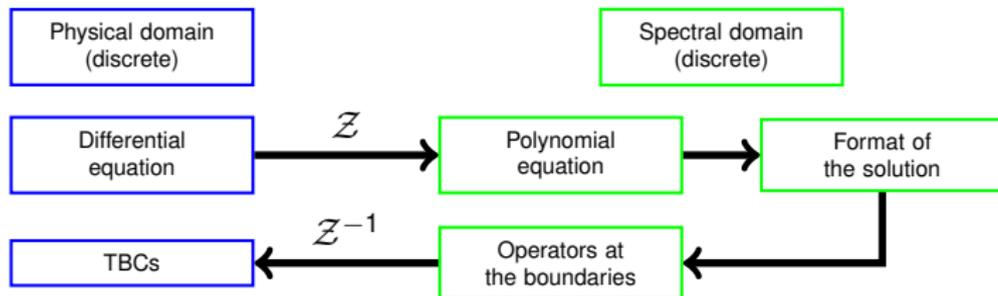 Physical domain
(discrete)
Spectral domain
(discrete)
Differential
equation
𝒵
Polynomial
equation
Format of
the solution
TBCs
𝒵⁻¹
Operators at
the boundaries